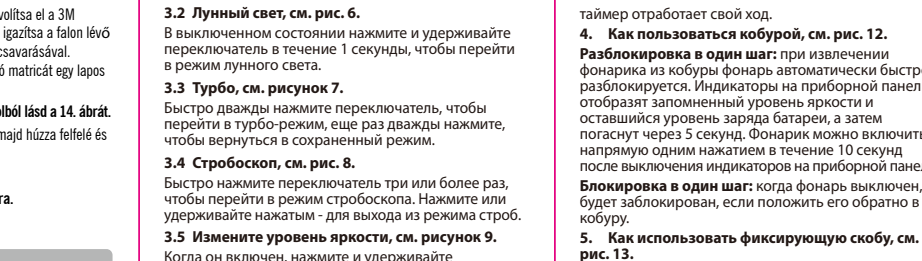 volítsa el a 3M
igazítsa a falon lévő
csavarásával.
ó matricát egy lapos
olból lásd a 14. ábrát.
majd húzza felfelé és
ra.
3.2 Лунный свет, см. рис. 6.
В выключенном состоянии нажмите и удерживайте
переключатель в течение 1 секунды, чтобы перейти
в режим лунного света.
3.3 Турбо, см. рисунок 7.
Быстро дважды нажмите переключатель, чтобы
перейти в турбо-режим, еще раз дважды нажмите,
чтобы вернуться в сохраненный режим.
3.4 Стробоскоп, см. рис. 8.
Быстро нажмите переключатель три или более раз,
чтобы перейти в режим стробоскопа. Нажмите или
удерживайте нажатым - для выхода из режима строб.
3.5 Измените уровень яркости, см. рисунок 9.
Когда он включен, нажмите и удерживайте
таймер отработает свой ход.
4. Как пользоваться кобурой, см. рис. 12.
Разблокировка в один шаг: при извлечении
фонарика из кобуры фонарь автоматически быстро
разблокируется. Индикаторы на приборной панели
отобразят запомненный уровень яркости и
оставшийся уровень заряда батареи, а затем
погаснут через 5 секунд. Фонарик можно включить
напрямую одним нажатием в течение 10 секунд
после выключения индикаторов на приборной пане
Блокировка в один шаг: когда фонарь выключен,
будет заблокирован, если положить его обратно в
кобуру.
5. Как использовать фиксирующую скобу, см.
рис. 13.